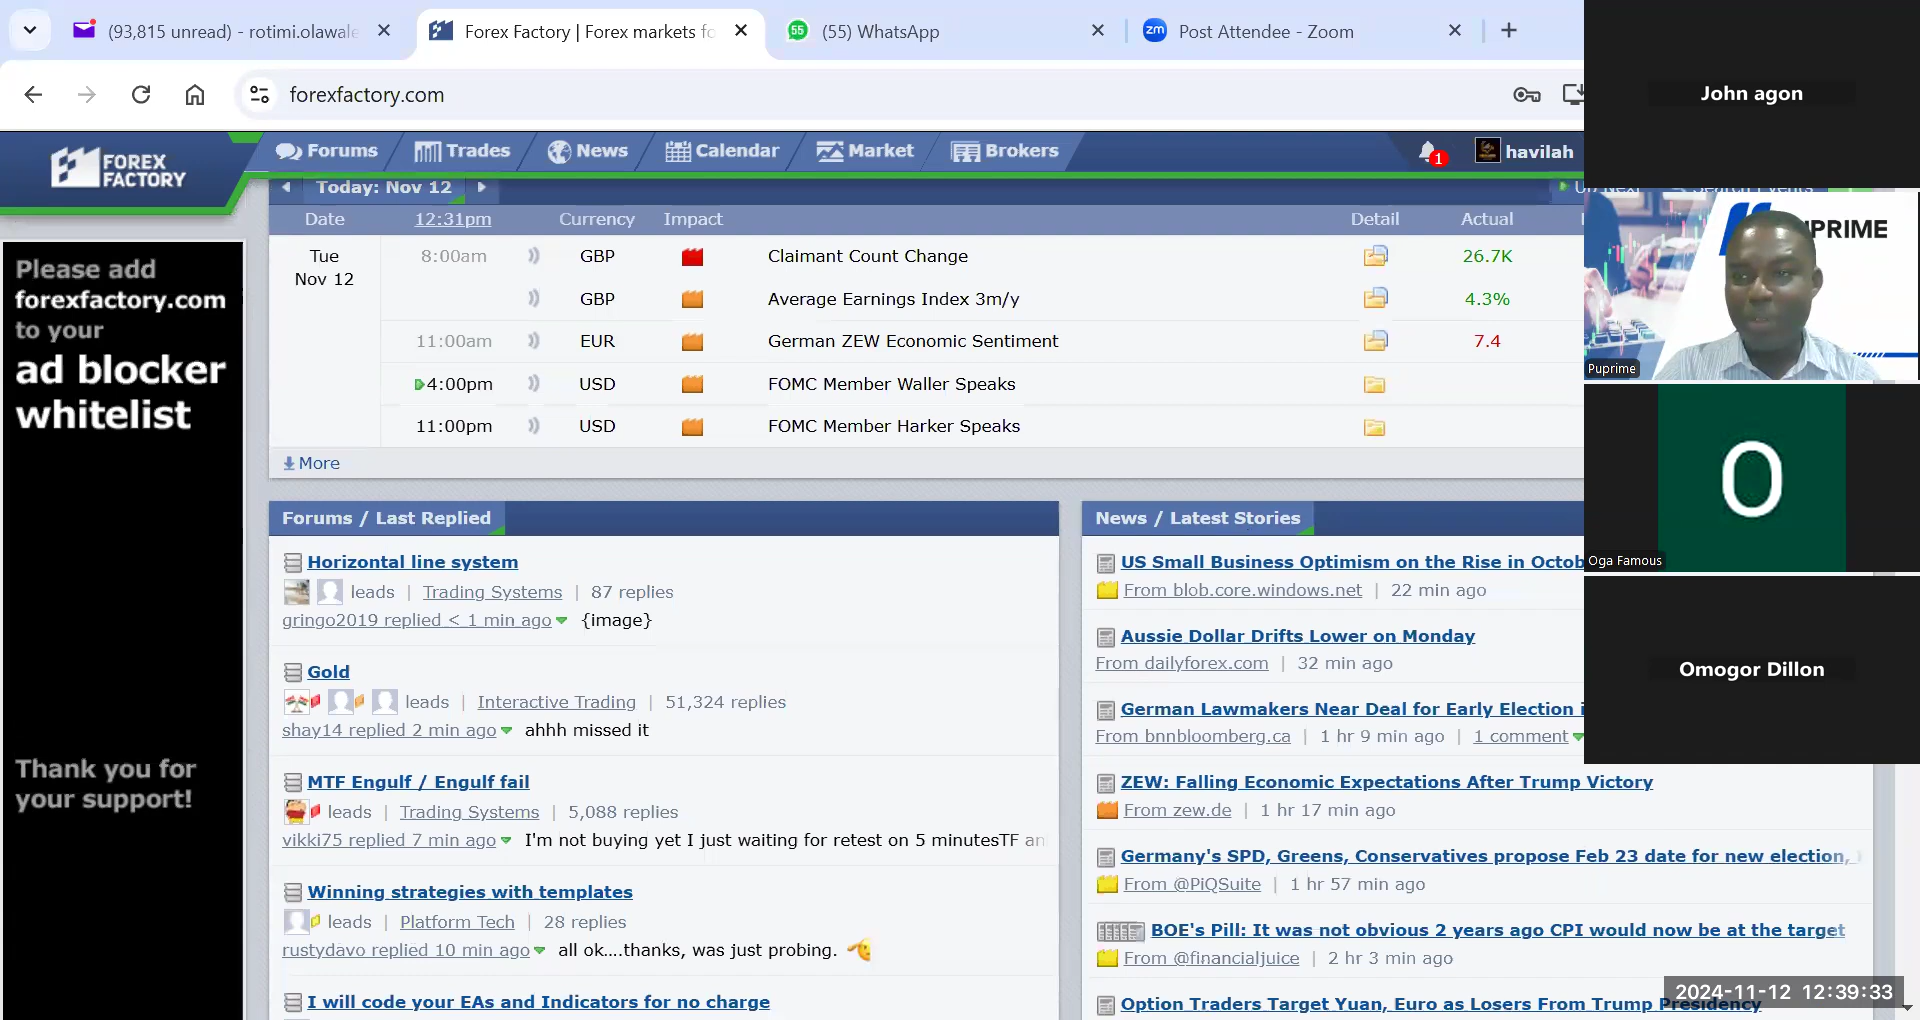 (93,815 unread) - rotimi.olawale
Forex Factory | Forex markets fo
55
(55) WhatsApp
zm
Post Attendee - Zoom
forexfactory.com
FOREX
FACTORY
Forums
Trades
News
Calendar
Market
Brokers
1
havilah
Today: Nov 12
Up Next
Search Events
Date
12:31pm
Currency
Impact
Detail
Actual
Tue
Nov 12
8:00am
GBP
Claimant Count Change
26.7K
GBP
Average Earnings Index 3m/y
4.3%
11:00am
EUR
German ZEW Economic Sentiment
7.4
4:00pm
USD
FOMC Member Waller Speaks
11:00pm
USD
FOMC Member Harker Speaks
More
Please add
forexfactory.com
to your
ad blocker
whitelist
Thank you for
your support!
Forums / Last Replied
Horizontal line system
leads | Trading Systems | 87 replies
gringo2019 replied < 1 min ago {image}
Gold
leads | Interactive Trading | 51,324 replies
shay14 replied 2 min ago ahhh missed it
MTF Engulf / Engulf fail
leads | Trading Systems | 5,088 replies
vikki75 replied 7 min ago I'm not buying yet I just waiting for retest on 5 minutesTF an
Winning strategies with templates
leads | Platform Tech | 28 replies
rustydavo replied 10 min ago all ok....thanks, was just probing.
I will code your EAs and Indicators for no charge
News / Latest Stories
US Small Business Optimism on the Rise in Octob
From blob.core.windows.net | 22 min ago
Aussie Dollar Drifts Lower on Monday
From dailyforex.com | 32 min ago
German Lawmakers Near Deal for Early Election i
From bnnbloomberg.ca | 1 hr 9 min ago | 1 comment
ZEW: Falling Economic Expectations After Trump Victory
From zew.de | 1 hr 17 min ago
Germany's SPD, Greens, Conservatives propose Feb 23 date for new election,
From @PiQSuite | 1 hr 57 min ago
BOE's Pill: It was not obvious 2 years ago CPI would now be at the target
From @financialjuice | 2 hr 3 min ago
Option Traders Target Yuan, Euro as Losers From Trump Presidency
John agon
PUPRIME
Puprime
O
Oga Famous
Omogor Dillon
2024-11-12 12:39:33